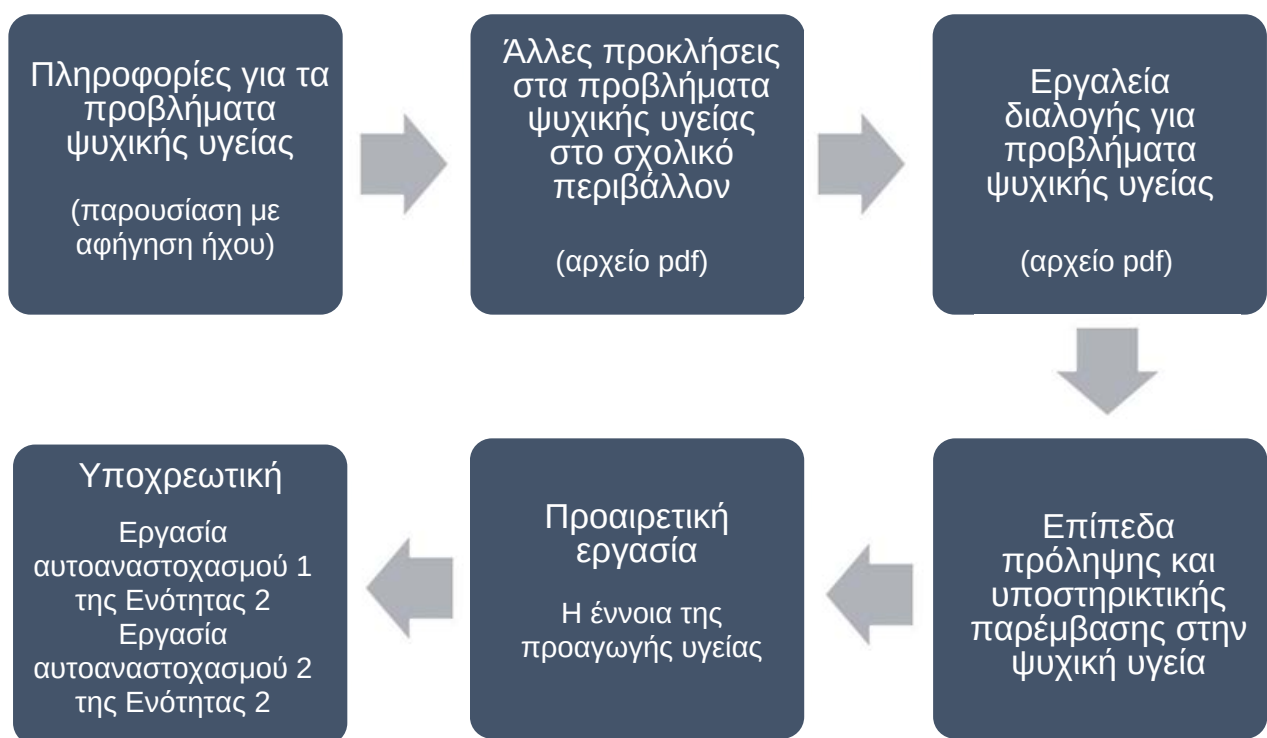 Πληροφορίες για τα
προβλήματα
ψυχικής υγείας
(παρουσίαση με
αφήγηση ήχου)
Άλλες προκλήσεις
στα προβλήματα
ψυχικής υγείας
στο σχολικό
περιβάλλον
(αρχείο pdf)
Εργαλεία
διαλογής για
προβλήματα
ψυχικής υγείας
(αρχείο pdf)
Επίπεδα
πρόληψης και
υποστηρικτικής
παρέμβασης στην
ψυχική υγεία
Προαιρετική
εργασία
Η έννοια της
προαγωγής υγείας
Υποχρεωτική
Εργασία
αυτοαναστοχασμού 1
της Ενότητας 2
Εργασία
αυτοαναστοχασμού 2
της Ενότητας 2